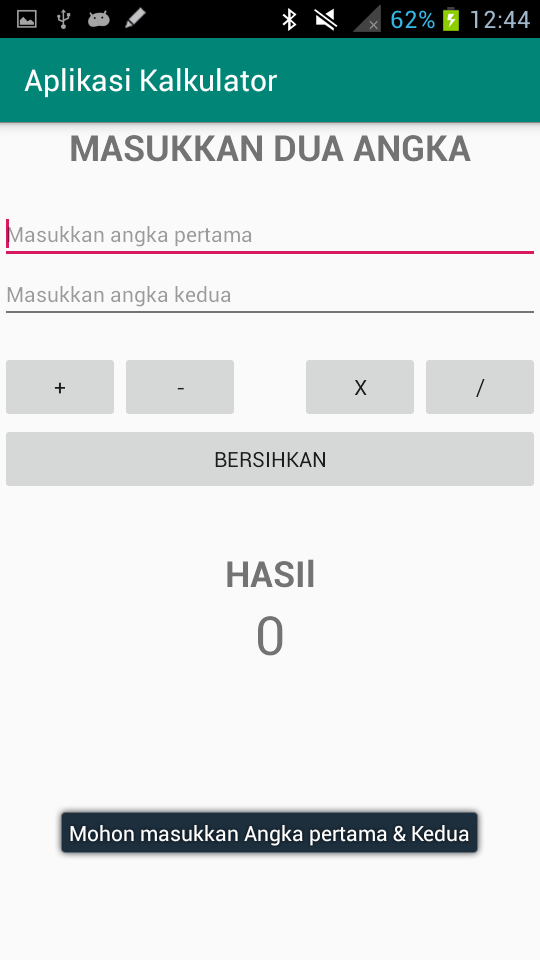 62% 12:44
Aplikasi Kalkulator
MASUKKAN DUA ANGKA
Masukkan angka pertama
Masukkan angka kedua
+ - X /
BERSIHKAN
HASIl
0
Mohon masukkan Angka pertama & Kedua